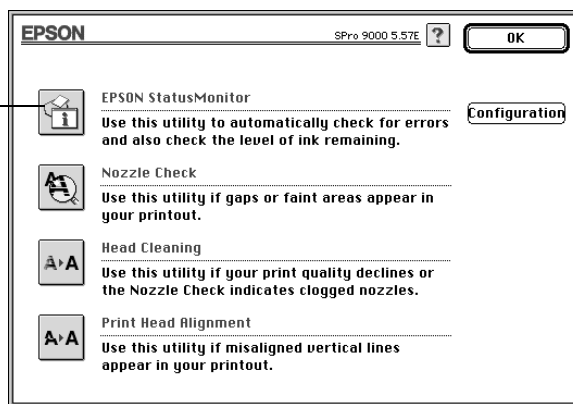 EPSON
SPro 9000 5.57E
?
OK
EPSON StatusMonitor
Use this utility to automatically check for errors
and also check the level of ink remaining.
Configuration
Nozzle Check
Use this utility if gaps or faint areas appear in
your printout.
Head Cleaning
Use this utility if your print quality declines or
the Nozzle Check indicates clogged nozzles.
A A
Print Head Alignment
Use this utility if misaligned vertical lines
appear in your printout.
A A